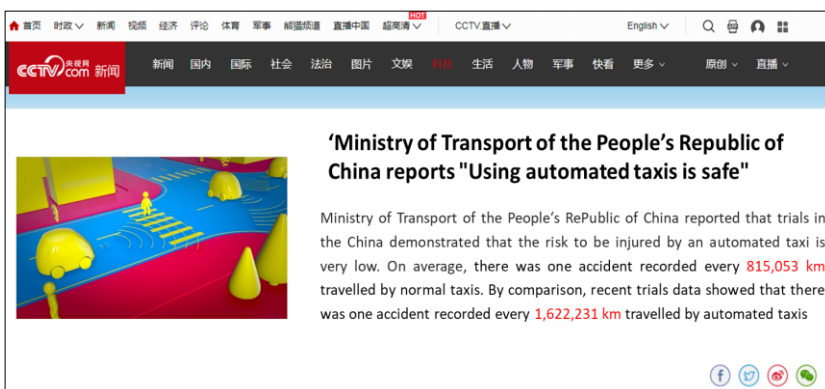 首页 时政 新闻 视频 经济 评论 体育 军事 熊猫频道 直播中国 超高清 HOT CCTV.直播 English
CCTV.com 央视网 新闻 新闻 国内 国际 社会 法治 图片 文娱 科技 生活 人物 军事 快看 更多 原创 直播
‘Ministry of Transport of the People’s Republic of
China reports "Using automated taxis is safe"
Ministry of Transport of the People’s RePublic of China reported that trials in
the China demonstrated that the risk to be injured by an automated taxi is
very low. On average, there was one accident recorded every 815,053 km
travelled by normal taxis. By comparison, recent trials data showed that there
was one accident recorded every 1,622,231 km travelled by automated taxis